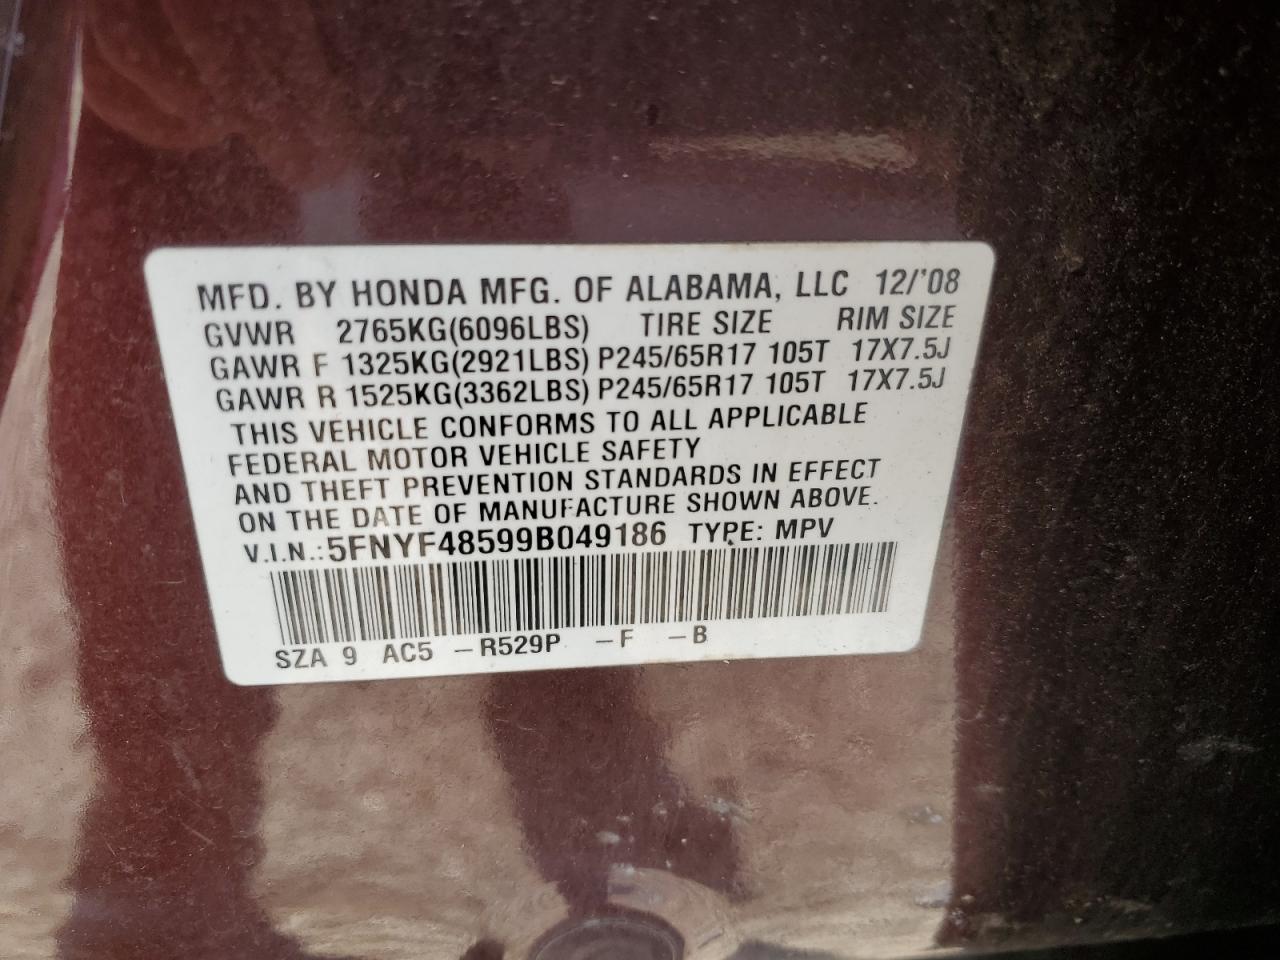 MFD. BY HONDA MFG. OF ALABAMA, LLC 12/'08
GVWR 2765KG(6096LBS) TIRE SIZE RIM SIZE
GAWR F 1325KG(2921LBS) P245/65R17 105T 17X7.5J
GAWR R 1525KG(3362LBS) P245/65R17 105T 17X7.5J
THIS VEHICLE CONFORMS TO ALL APPLICABLE
FEDERAL MOTOR VEHICLE SAFETY
AND THEFT PREVENTION STANDARDS IN EFFECT
ON THE DATE OF MANUFACTURE SHOWN ABOVE.
V.I.N.:5FNYF48599B049186 TYPE: MPV
SZA 9 AC5 -R529P -F -B